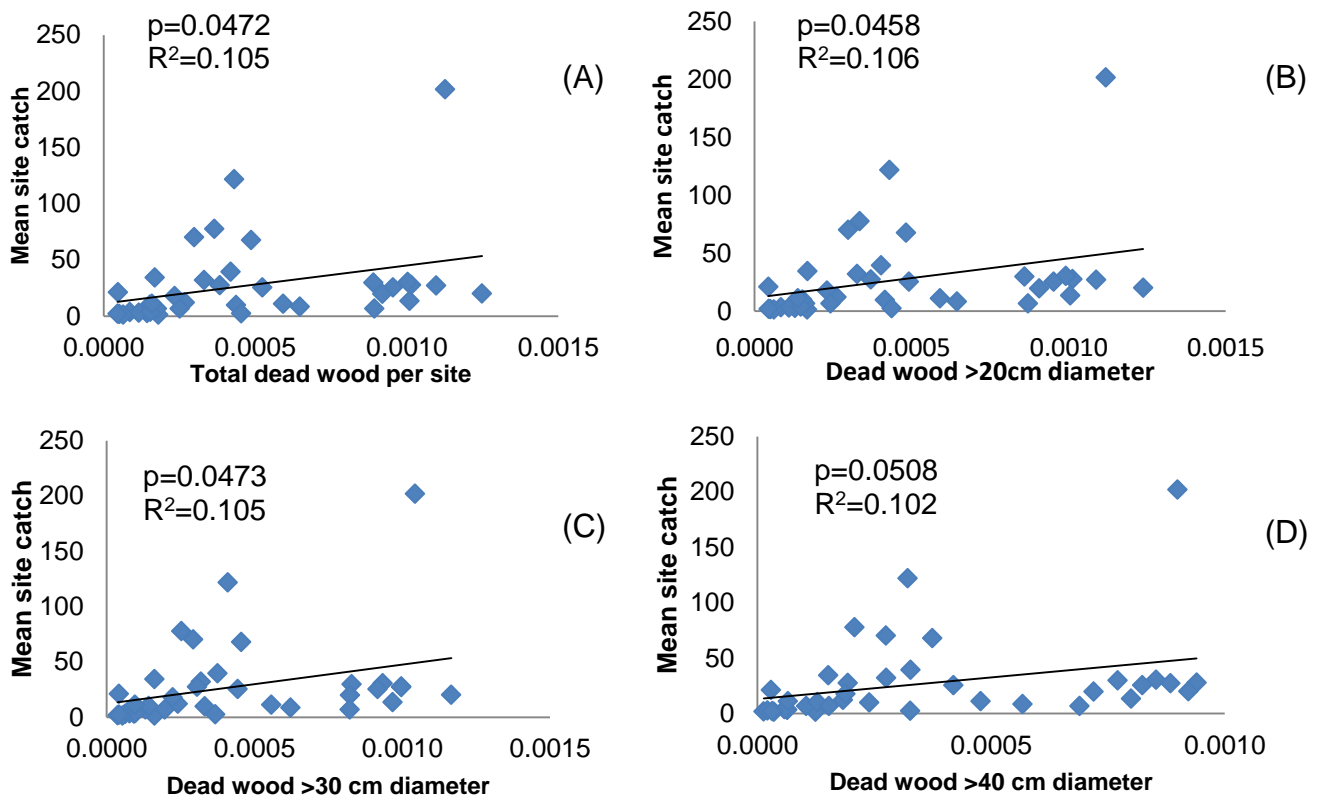 p=0.0472
R²=0.105
(A)
250
200
150
100
50
0
Mean site catch
0.0000 0.0005 0.0010 0.0015
Total dead wood per site
p=0.0458
R²=0.106
(B)
250
200
150
100
50
0
Mean site catch
0.0000 0.0005 0.0010 0.0015
Dead wood >20cm diameter
p=0.0473
R²=0.105
(C)
250
200
150
100
50
0
Mean site catch
0.0000 0.0005 0.0010 0.0015
Dead wood >30 cm diameter
p=0.0508
R²=0.102
(D)
250
200
150
100
50
0
Mean site catch
0.0000 0.0005 0.0010
Dead wood >40 cm diameter